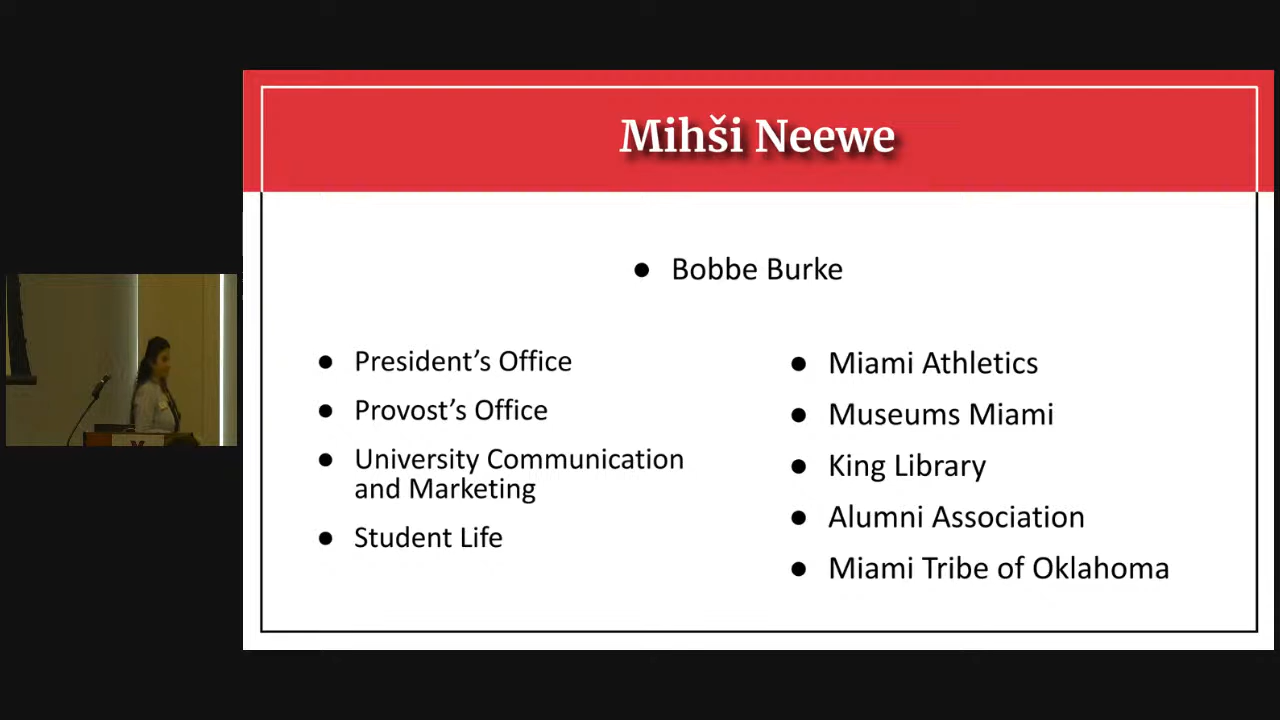 Mihši Neewe
● Bobbe Burke
● President’s Office
● Provost’s Office
● University Communication
and Marketing
● Student Life
● Miami Athletics
● Museums Miami
● King Library
● Alumni Association
● Miami Tribe of Oklahoma